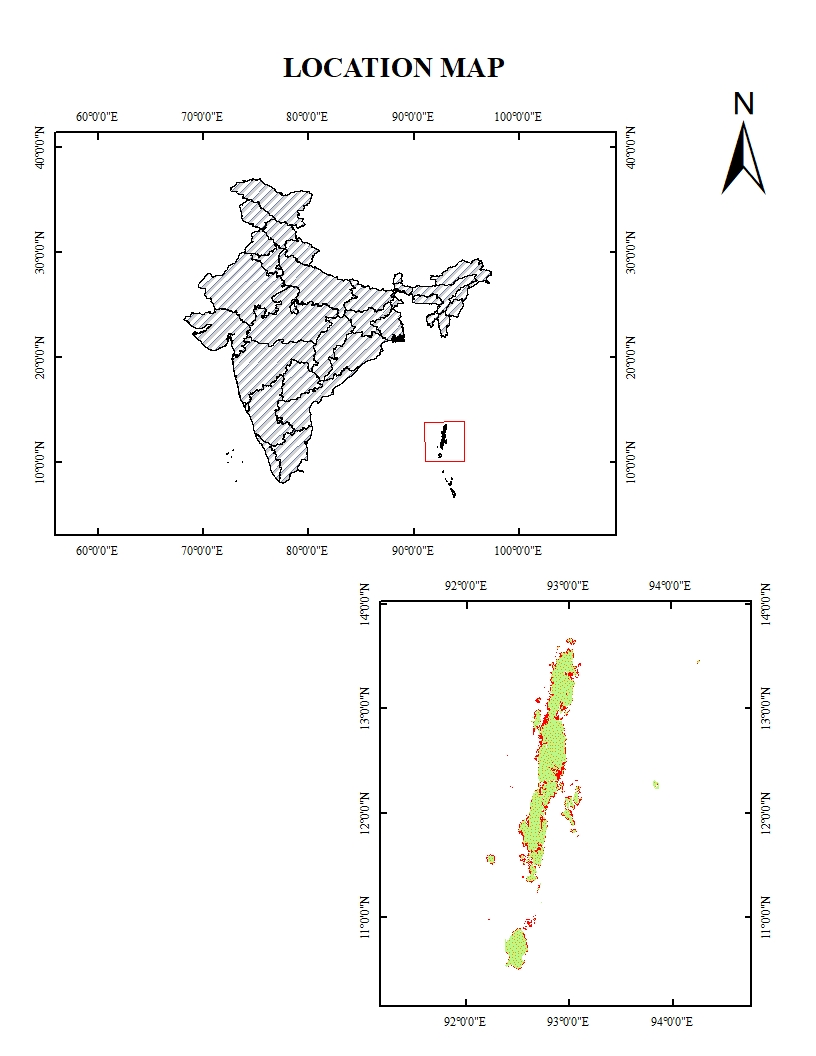 LOCATION MAP
N
60°0'0"E 70°0'0"E 80°0'0"E 90°0'0"E 100°0'0"E
40°0'0"N 40°0'0"N
30°0'0"N 30°0'0"N
20°0'0"N 20°0'0"N
10°0'0"N 10°0'0"N
60°0'0"E 70°0'0"E 80°0'0"E 90°0'0"E 100°0'0"E
92°0'0"E 93°0'0"E 94°0'0"E
14°0'0"N 14°0'0"N
13°0'0"N 13°0'0"N
12°0'0"N 12°0'0"N
11°0'0"N 11°0'0"N
92°0'0"E 93°0'0"E 94°0'0"E